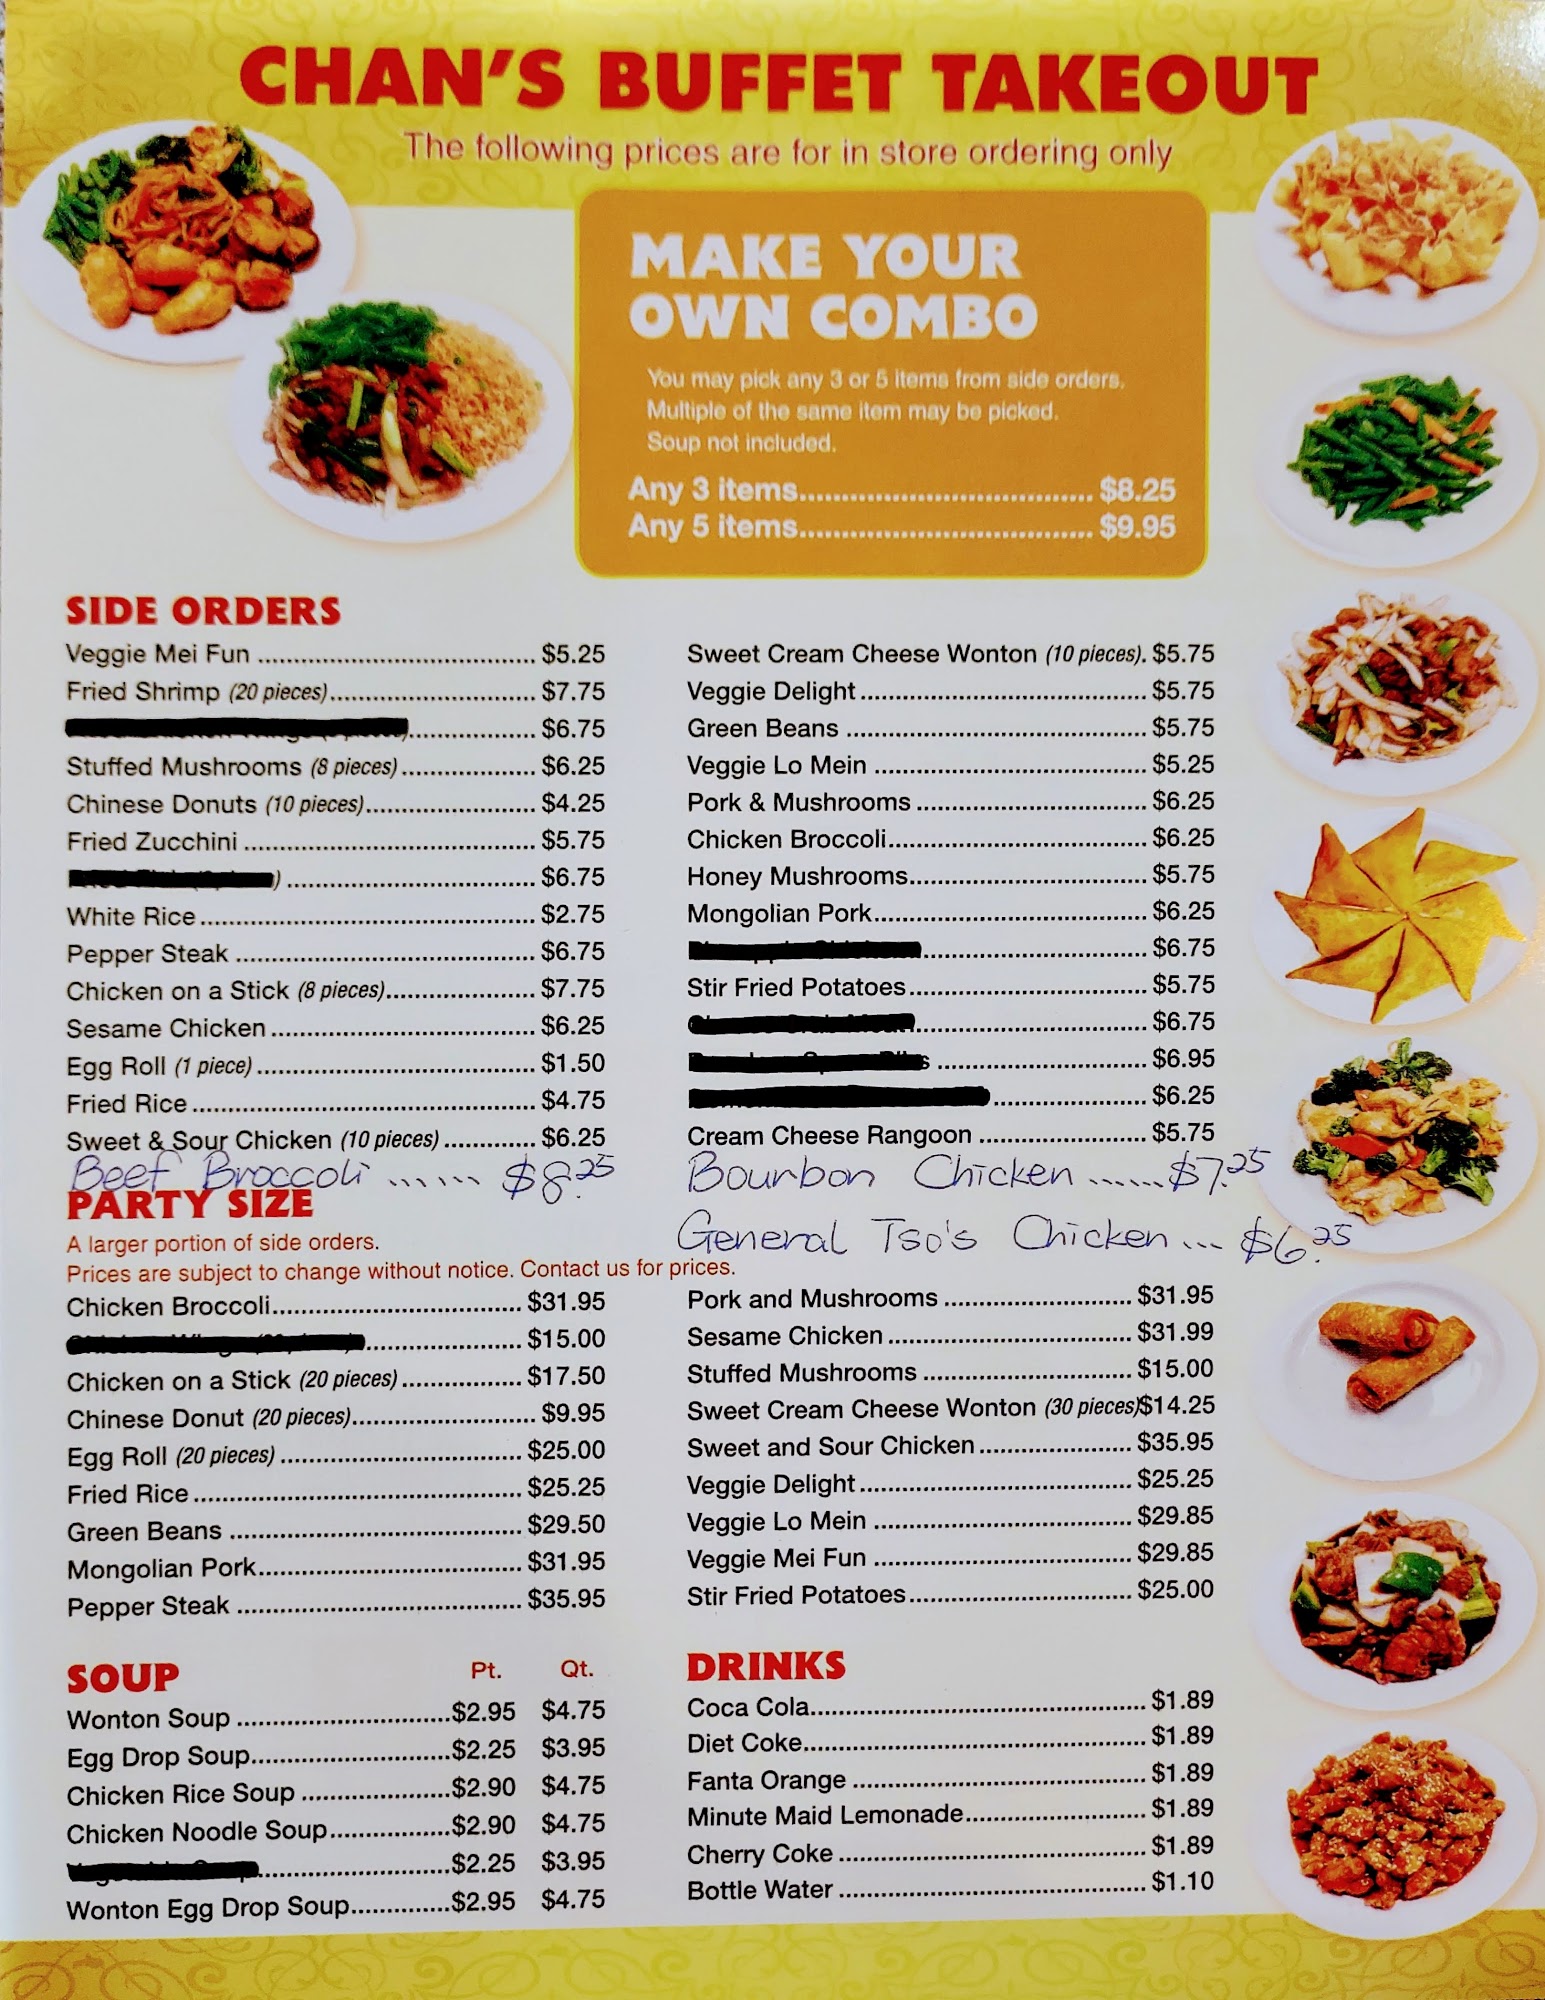 CHAN'S BUFFET TAKEOUT
The following prices are for in store ordering only
MAKE YOUR
OWN COMBO
You may pick any 3 or 5 items from side orders.
Multiple of the same item may be picked.
Soup not included.
Any 3 items.................................... $8.25
Any 5 items.................................... $9.95
SIDE ORDERS
Veggie Mei Fun .................................... $5.25
Fried Shrimp (20 pieces)........................... $7.75
................ $6.75
Stuffed Mushrooms (8 pieces) ................. $6.25
Chinese Donuts (10 pieces)...................... $4.25
Fried Zucchini ...................................... $5.75
) ................................ $6.75
White Rice ........................................... $2.75
Pepper Steak ....................................... $6.75
Chicken on a Stick (8 pieces)................... $7.75
Sesame Chicken .................................. $6.25
Egg Roll (1 piece) .................................... $1.50
Fried Rice ............................................. $4.75
Sweet & Sour Chicken (10 pieces) ............ $6.25
Beef Broccoli ...... $8.25
Sweet Cream Cheese Wonton (10 pieces). $5.75
Veggie Delight ..................................... $5.75
Green Beans ....................................... $5.75
Veggie Lo Mein ................................... $5.25
Pork & Mushrooms .............................. $6.25
Chicken Broccoli.................................. $6.25
Honey Mushrooms............................... $5.75
Mongolian Pork.................................... $6.25
............................. $6.75
Stir Fried Potatoes............................... $5.75
.............................. $6.75
s ........................... $6.95
.................... $6.25
Cream Cheese Rangoon ...................... $5.75
Bourbon Chicken ...... $7.25
General Tso's Chicken ... $6.25
PARTY SIZE
A larger portion of side orders.
Prices are subject to change without notice. Contact us for prices.
Chicken Broccoli................................. $31.95
.................... $15.00
Chicken on a Stick (20 pieces) ............... $17.50
Chinese Donut (20 pieces)...................... $9.95
Egg Roll (20 pieces) ............................... $25.00
Fried Rice ........................................... $25.25
Green Beans ...................................... $29.50
Mongolian Pork................................... $31.95
Pepper Steak ..................................... $35.95
Pork and Mushrooms ......................... $31.95
Sesame Chicken ................................ $31.99
Stuffed Mushrooms ........................... $15.00
Sweet Cream Cheese Wonton (30 pieces)$14.25
Sweet and Sour Chicken .................... $35.95
Veggie Delight.................................... $25.25
Veggie Lo Mein .................................. $29.85
Veggie Mei Fun .................................. $29.85
Stir Fried Potatoes............................. $25.00
SOUP Pt. Qt.
Wonton Soup ............................$2.95 $4.75
Egg Drop Soup..........................$2.25 $3.95
Chicken Rice Soup ...................$2.90 $4.75
Chicken Noodle Soup................$2.90 $4.75
.........................$2.25 $3.95
Wonton Egg Drop Soup.............$2.95 $4.75
DRINKS
Coca Cola............................................ $1.89
Diet Coke............................................. $1.89
Fanta Orange ...................................... $1.89
Minute Maid Lemonade........................ $1.89
Cherry Coke ........................................ $1.89
Bottle Water ........................................ $1.10